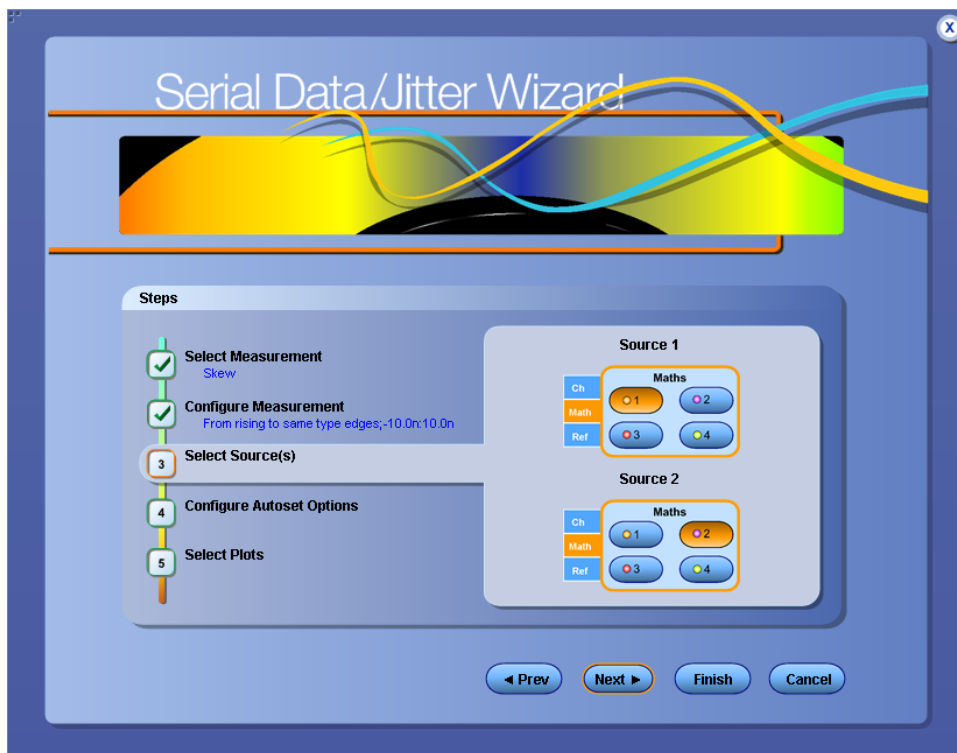 X
Serial Data/Jitter Wizard
Steps
Select Measurement
Skew
Configure Measurement
From rising to same type edges;-10.0n:10.0n
3 Select Source(s)
4 Configure Autoset Options
5 Select Plots
Source 1
Ch
Math
Ref
Maths
1 2
3 4
Source 2
Ch
Math
Ref
Maths
1 2
3 4
◄ Prev Next ► Finish Cancel